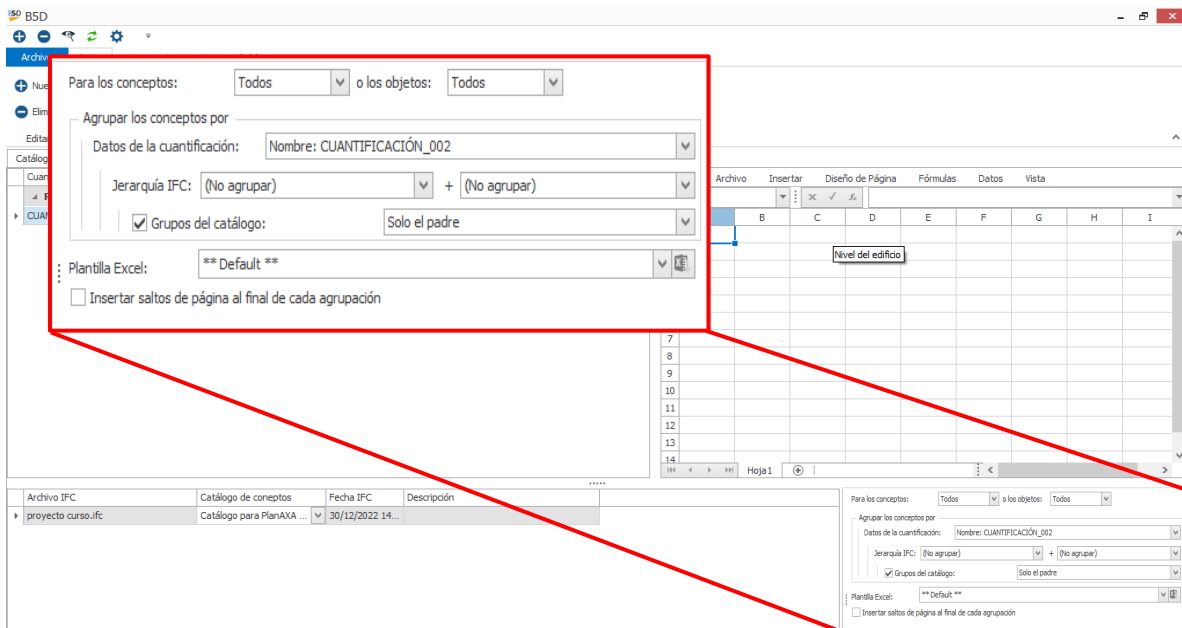 B5D
Archivo
Nue
Elim
Edita
Catálog
Cuan
CUAN
Para los conceptos: Todos o los objetos: Todos
Agrupar los conceptos por
Datos de la cuantificación: Nombre: CUANTIFICACIÓN_002
Jerarquía IFC: (No agrupar) + (No agrupar)
Grupos del catálogo: Solo el padre
Plantilla Excel: ** Default **
Insertar saltos de página al final de cada agrupación
Archivo Insertar Diseño de Página Fórmulas Datos Vista
B C D E F G H I
Nivel del edificio
7
8
9
10
11
12
13
14
Hoja1
Archivo IFC Catálogo de coneptos Fecha IFC Descripción
proyecto curso.ifc Catálogo para PlanAXA ... 30/12/2022 14...
Para los conceptos: Todos o los objetos: Todos
Agrupar los conceptos por
Datos de la cuantificación: Nombre: CUANTIFICACIÓN_002
Jerarquía IFC: (No agrupar) + (No agrupar)
Grupos del catálogo: Solo el padre
Plantilla Excel: ** Default **
Insertar saltos de página al final de cada agrupación